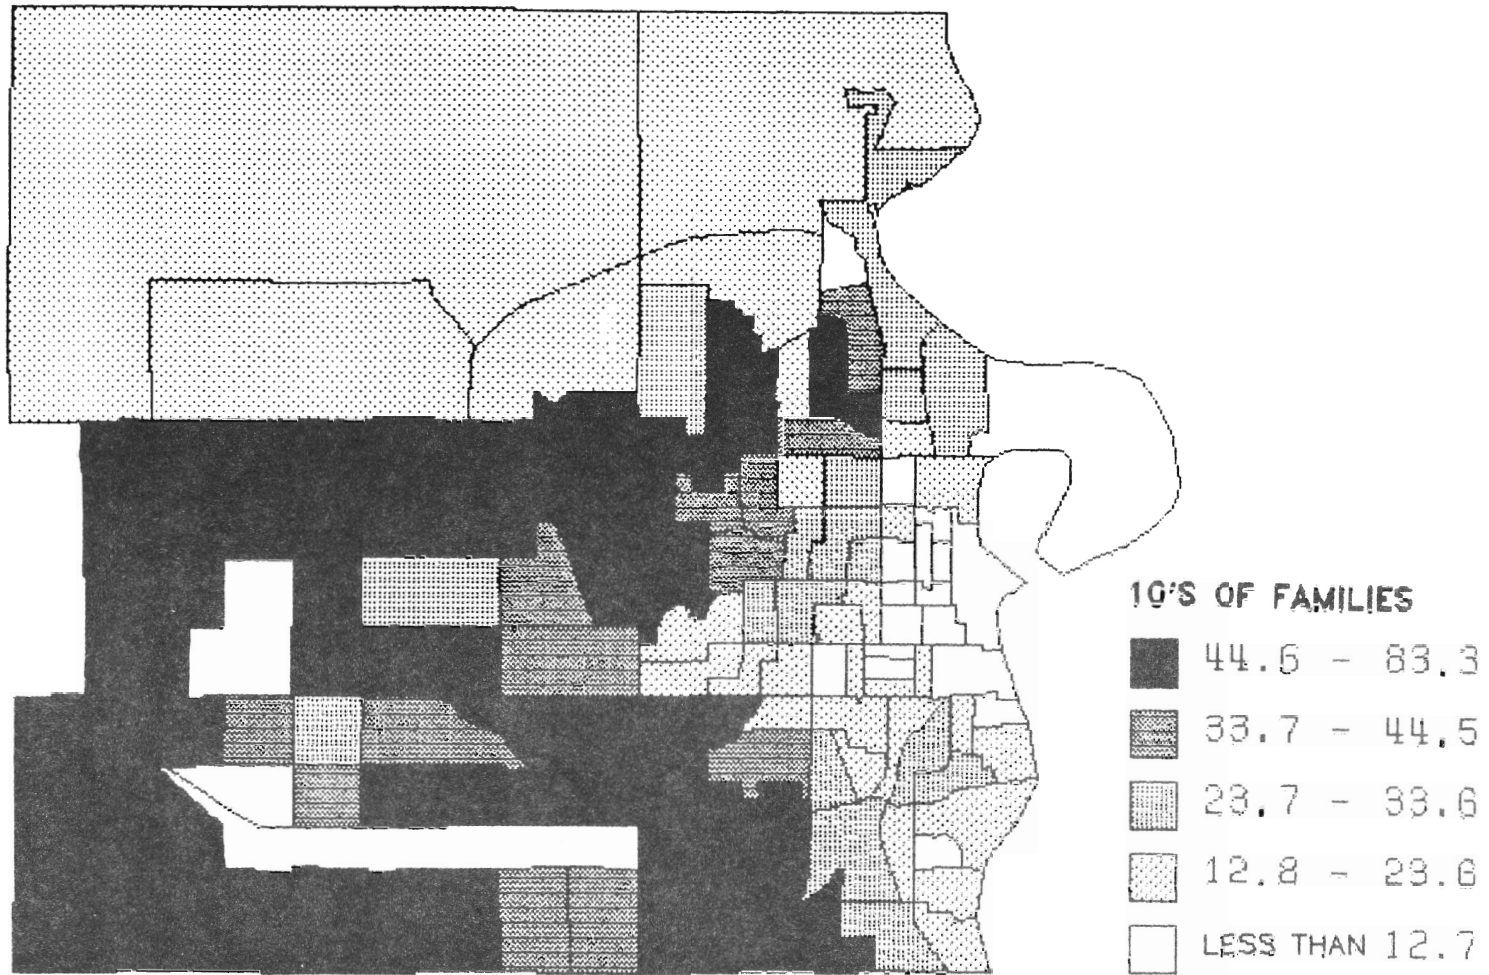 10'S OF FAMILIES
44.6 - 83.3
33.7 - 44.5
23.7 - 33.6
12.8 - 23.6
LESS THAN 12.7